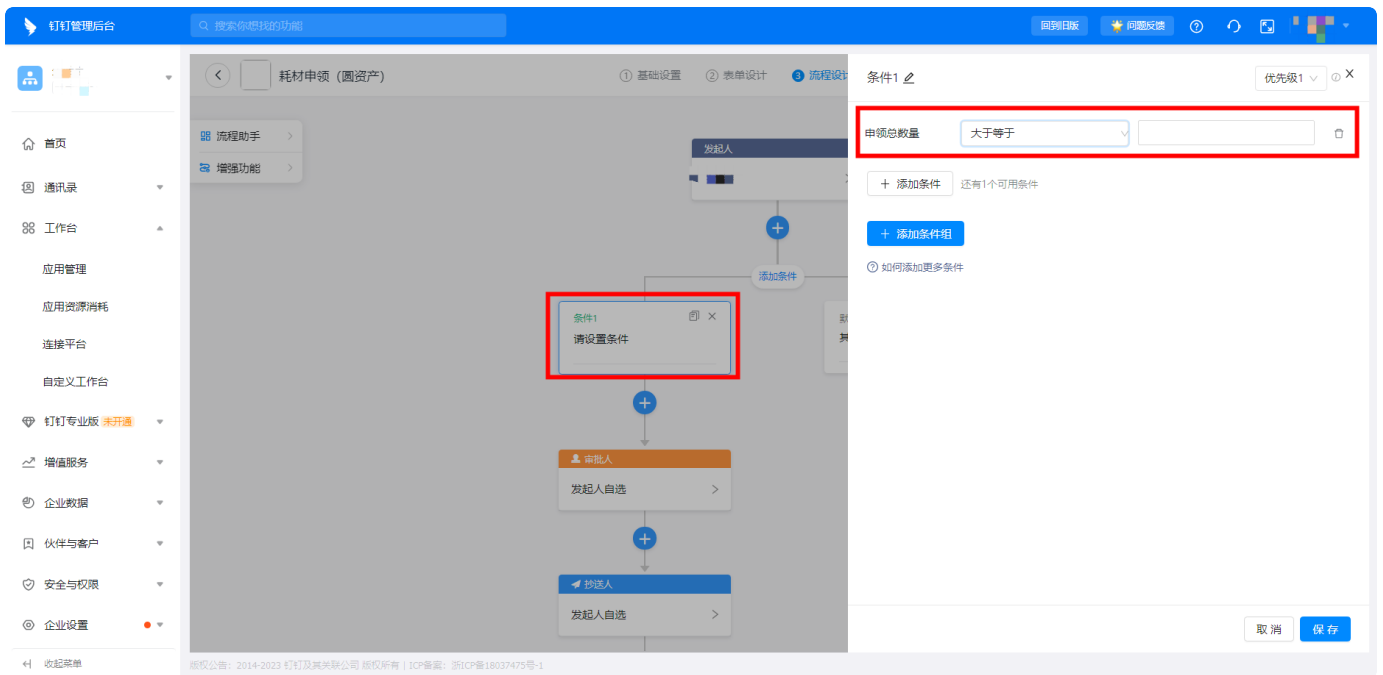 钉钉管理后台
搜索你想找的功能
回到旧版
问题反馈
首页
通讯录
工作台
应用管理
应用资源消耗
连接平台
自定义工作台
钉钉专业版 未开通
增值服务
企业数据
伙伴与客户
安全与权限
企业设置
收起菜单
耗材申领（圆资产）
1 基础设置
2 表单设计
3 流程设计
流程助手
增强功能
发起人
添加条件
条件1
请设置条件
审批人
发起人自选
抄送人
发起人自选
条件1
优先级1
X
申领总数量
大于等于
+ 添加条件 还有1个可用条件
+ 添加条件组
如何添加更多条件
取 消
保 存
版权公告：2014-2023 钉钉及其关联公司 版权所有 | ICP备案：浙ICP备18037475号-1